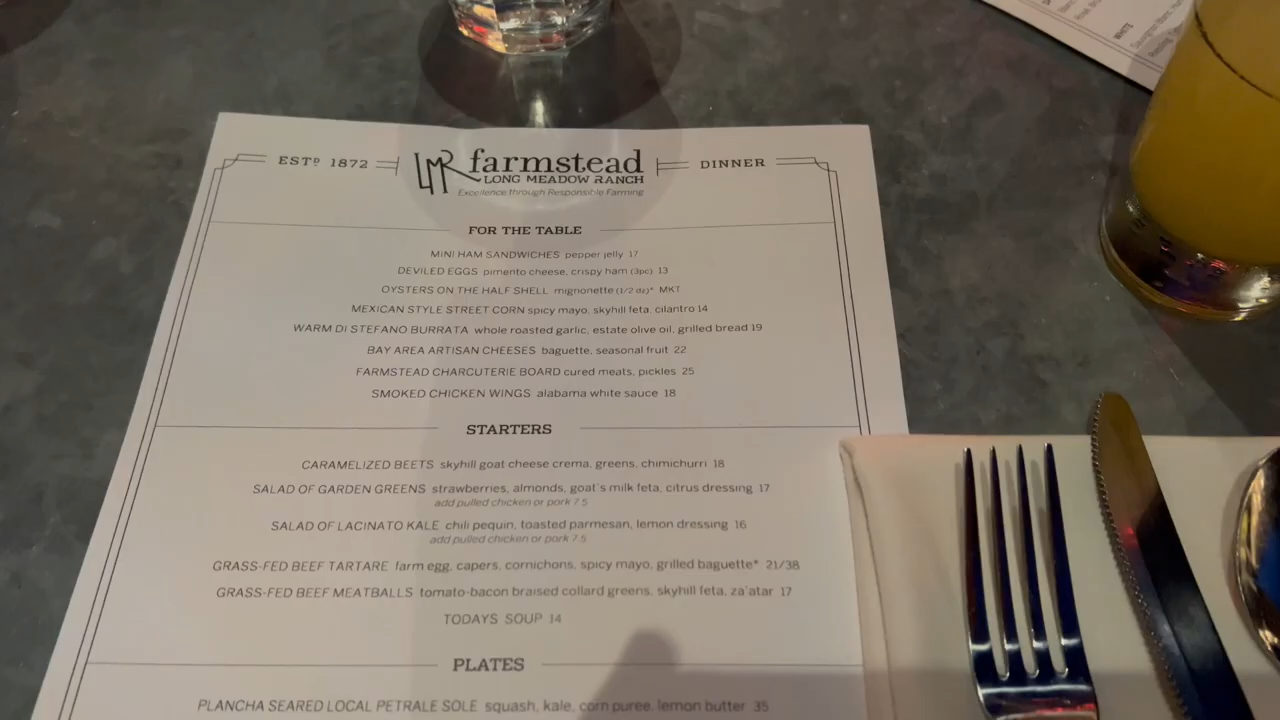 ESTD 1872
LMR farmstead
LONG MEADOW RANCH
Excellence through Responsible Farming
DINNER
FOR THE TABLE
MINI HAM SANDWICHES pepper jelly 17
DEVILED EGGS pimento cheese, crispy ham (3pc) 13
OYSTERS ON THE HALF SHELL mignonette (1/2 dz)* MKT
MEXICAN STYLE STREET CORN spicy mayo, skyhill feta, cilantro 14
WARM DI STEFANO BURRATA whole roasted garlic, estate olive oil, grilled bread 19
BAY AREA ARTISAN CHEESES baguette, seasonal fruit 22
FARMSTEAD CHARCUTERIE BOARD cured meats, pickles 25
SMOKED CHICKEN WINGS alabama white sauce 18
STARTERS
CARAMELIZED BEETS skyhill goat cheese crema, greens, chimichurri 18
SALAD OF GARDEN GREENS strawberries, almonds, goat's milk feta, citrus dressing 17
add pulled chicken or pork 7.5
SALAD OF LACINATO KALE chili pequin, toasted parmesan, lemon dressing 16
add pulled chicken or pork 7.5
GRASS-FED BEEF TARTARE farm egg, capers, cornichons, spicy mayo, grilled baguette* 21/38
GRASS-FED BEEF MEATBALLS tomato-bacon braised collard greens, skyhill feta, za'atar 17
TODAYS SOUP 14
PLATES
PLANCHA SEARED LOCAL PETRALE SOLE squash, kale, corn puree, lemon butter 35
WHITE